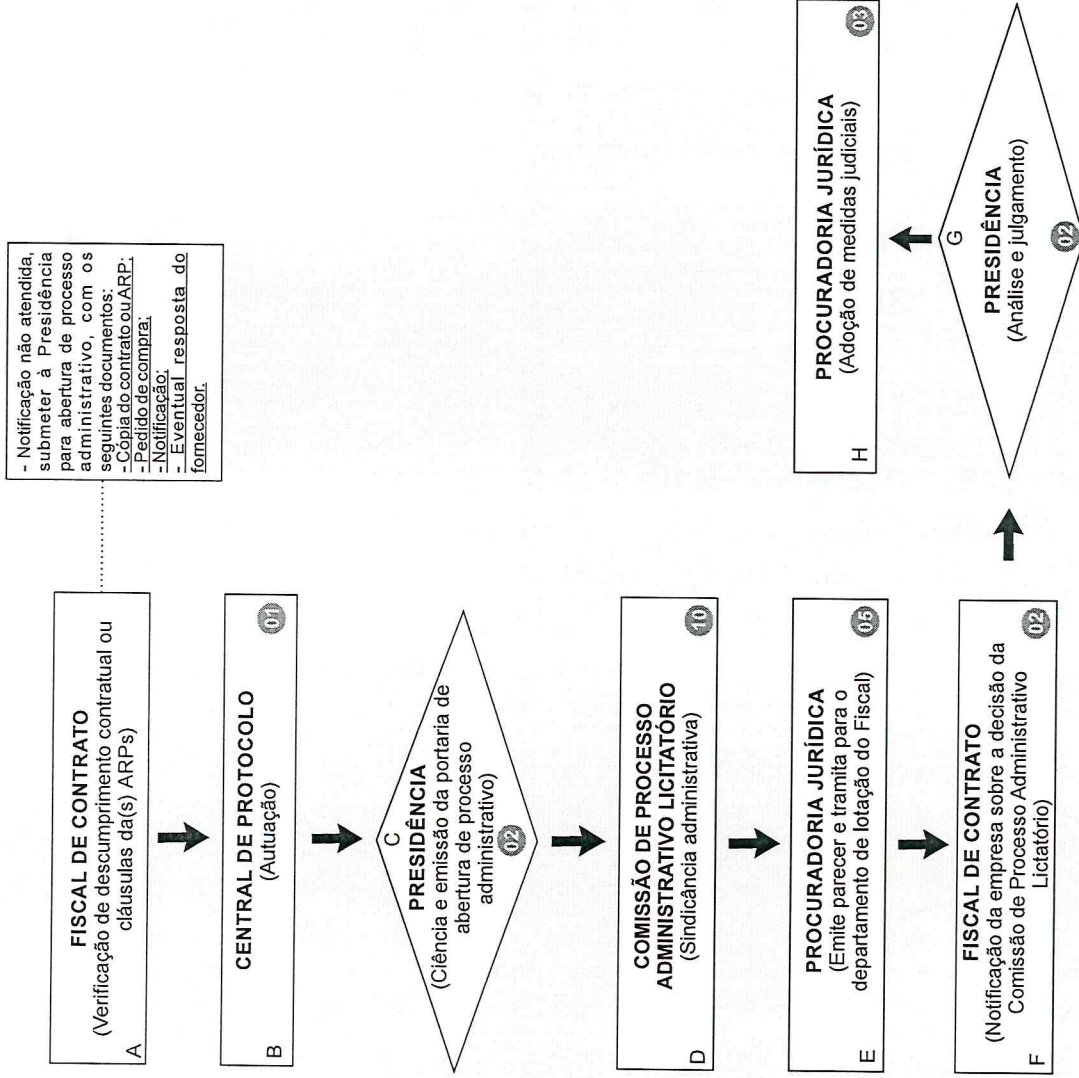 FISCAL DE CONTRATO
(Verificação de descumprimento contratual ou
cláusulas da(s) ARPs)
A
- Notificação não atendida,
submeter à Presidência
para abertura de processo
administrativo, com os
seguintes documentos:
- Cópia do contrato ou ARP;
- Pedido de compra;
- Notificação;
- Eventual resposta do
fornecedor.
CENTRAL DE PROTOCOLO
(Autuação)
B
01
C
PRESIDÊNCIA
(Ciência e emissão da portaria de
abertura de processo
administrativo)
02
COMISSÃO DE PROCESSO
ADMINISTRATIVO LICITATÓRIO
(Sindicância administrativa)
D
10
PROCURADORIA JURÍDICA
(Emite parecer e tramita para o
departamento de lotação do Fiscal)
E
05
FISCAL DE CONTRATO
(Notificação da empresa sobre a decisão da
Comissão de Processo Administrativo
Lictatório)
F
02
G
PRESIDÊNCIA
(Análise e julgamento)
02
PROCURADORIA JURÍDICA
(Adoção de medidas judiciais)
H
03